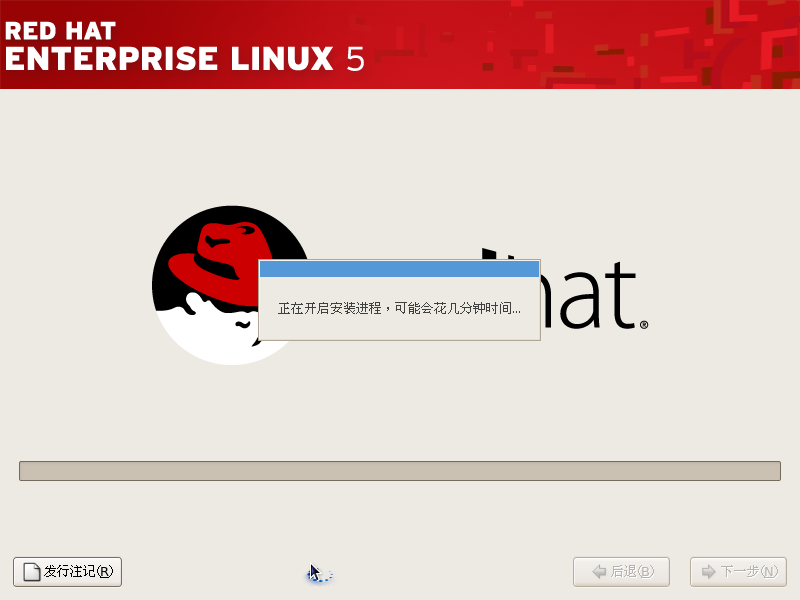 RED HAT
ENTERPRISE LINUX 5
hat®
正在开启安装进程，可能会花几分钟时间...
发行注记(R)
后退(B)
下一步(N)